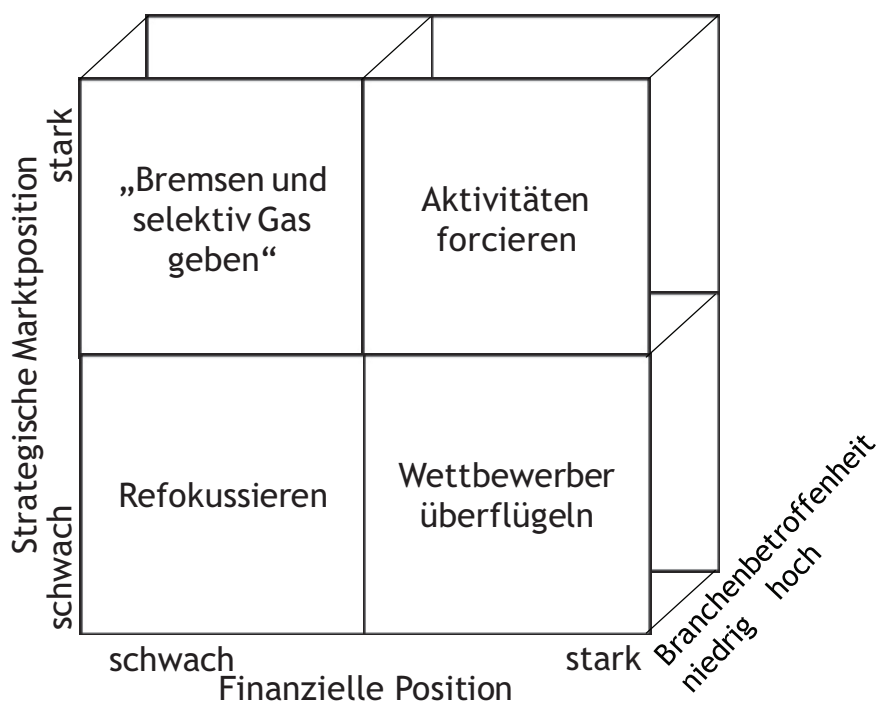 „Bremsen und
selektiv Gas
geben“
Aktivitäten
forcieren
Refokussieren
Wettbewerber
überflügeln
Strategische Marktposition
stark
schwach
schwach
stark
Finanzielle Position
Branchenbetroffenheit
niedrig hoch